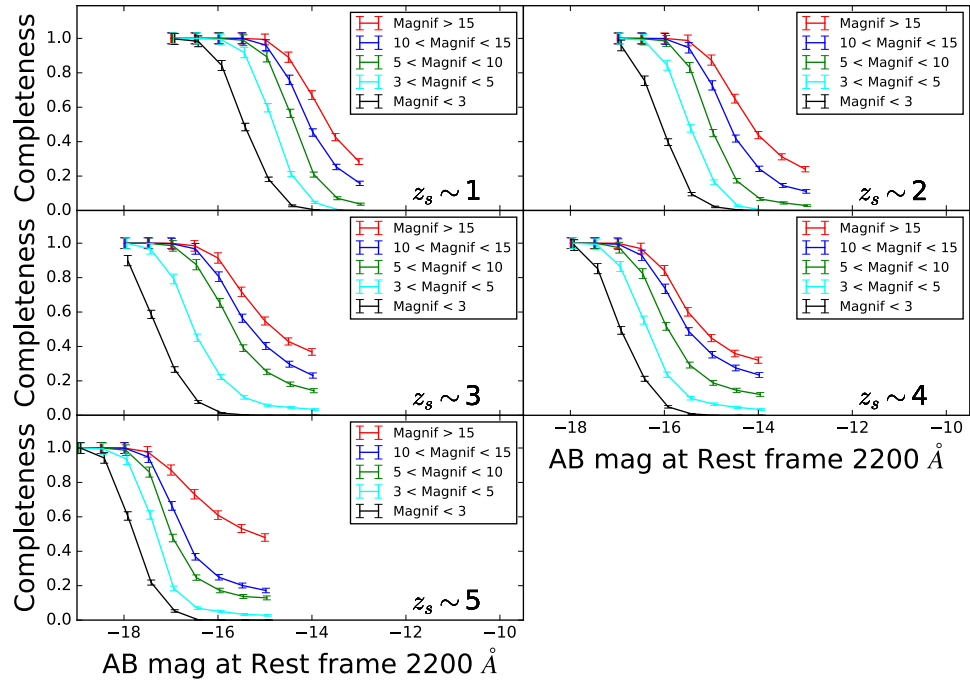 Completeness
1.0
0.8
0.6
0.4
0.2
0.0
Magnif > 15
10 < Magnif < 15
5 < Magnif < 10
3 < Magnif < 5
Magnif < 3
z_s ∼ 1
Magnif > 15
10 < Magnif < 15
5 < Magnif < 10
3 < Magnif < 5
Magnif < 3
z_s ∼ 2
Completeness
1.0
0.8
0.6
0.4
0.2
0.0
Magnif > 15
10 < Magnif < 15
5 < Magnif < 10
3 < Magnif < 5
Magnif < 3
z_s ∼ 3
Magnif > 15
10 < Magnif < 15
5 < Magnif < 10
3 < Magnif < 5
Magnif < 3
z_s ∼ 4
−18 −16 −14 −12 −10
AB mag at Rest frame 2200 Å
Completeness
1.0
0.8
0.6
0.4
0.2
0.0
Magnif > 15
10 < Magnif < 15
5 < Magnif < 10
3 < Magnif < 5
Magnif < 3
z_s ∼ 5
−18 −16 −14 −12 −10
AB mag at Rest frame 2200 Å